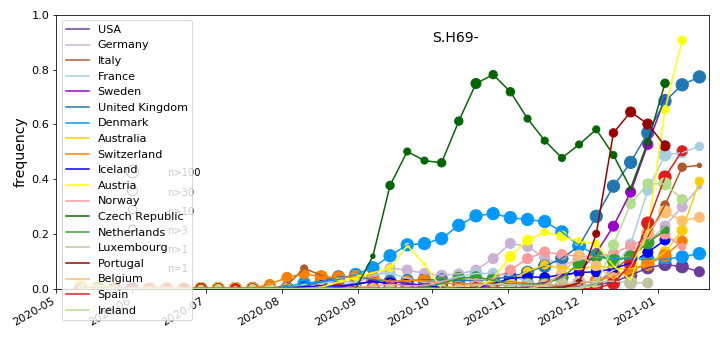 S.H69-
frequency
1.0
0.8
0.6
0.4
0.2
0.0
USA
Germany
Italy
France
Sweden
United Kingdom
Denmark
Australia
Switzerland
Iceland
Austria
Norway
Czech Republic
Netherlands
Luxembourg
Portugal
Belgium
Spain
Ireland
n>100
n>30
n>10
n>3
n>1
n=1
2020-05
2020-06
2020-07
2020-08
2020-09
2020-10
2020-11
2020-12
2021-01